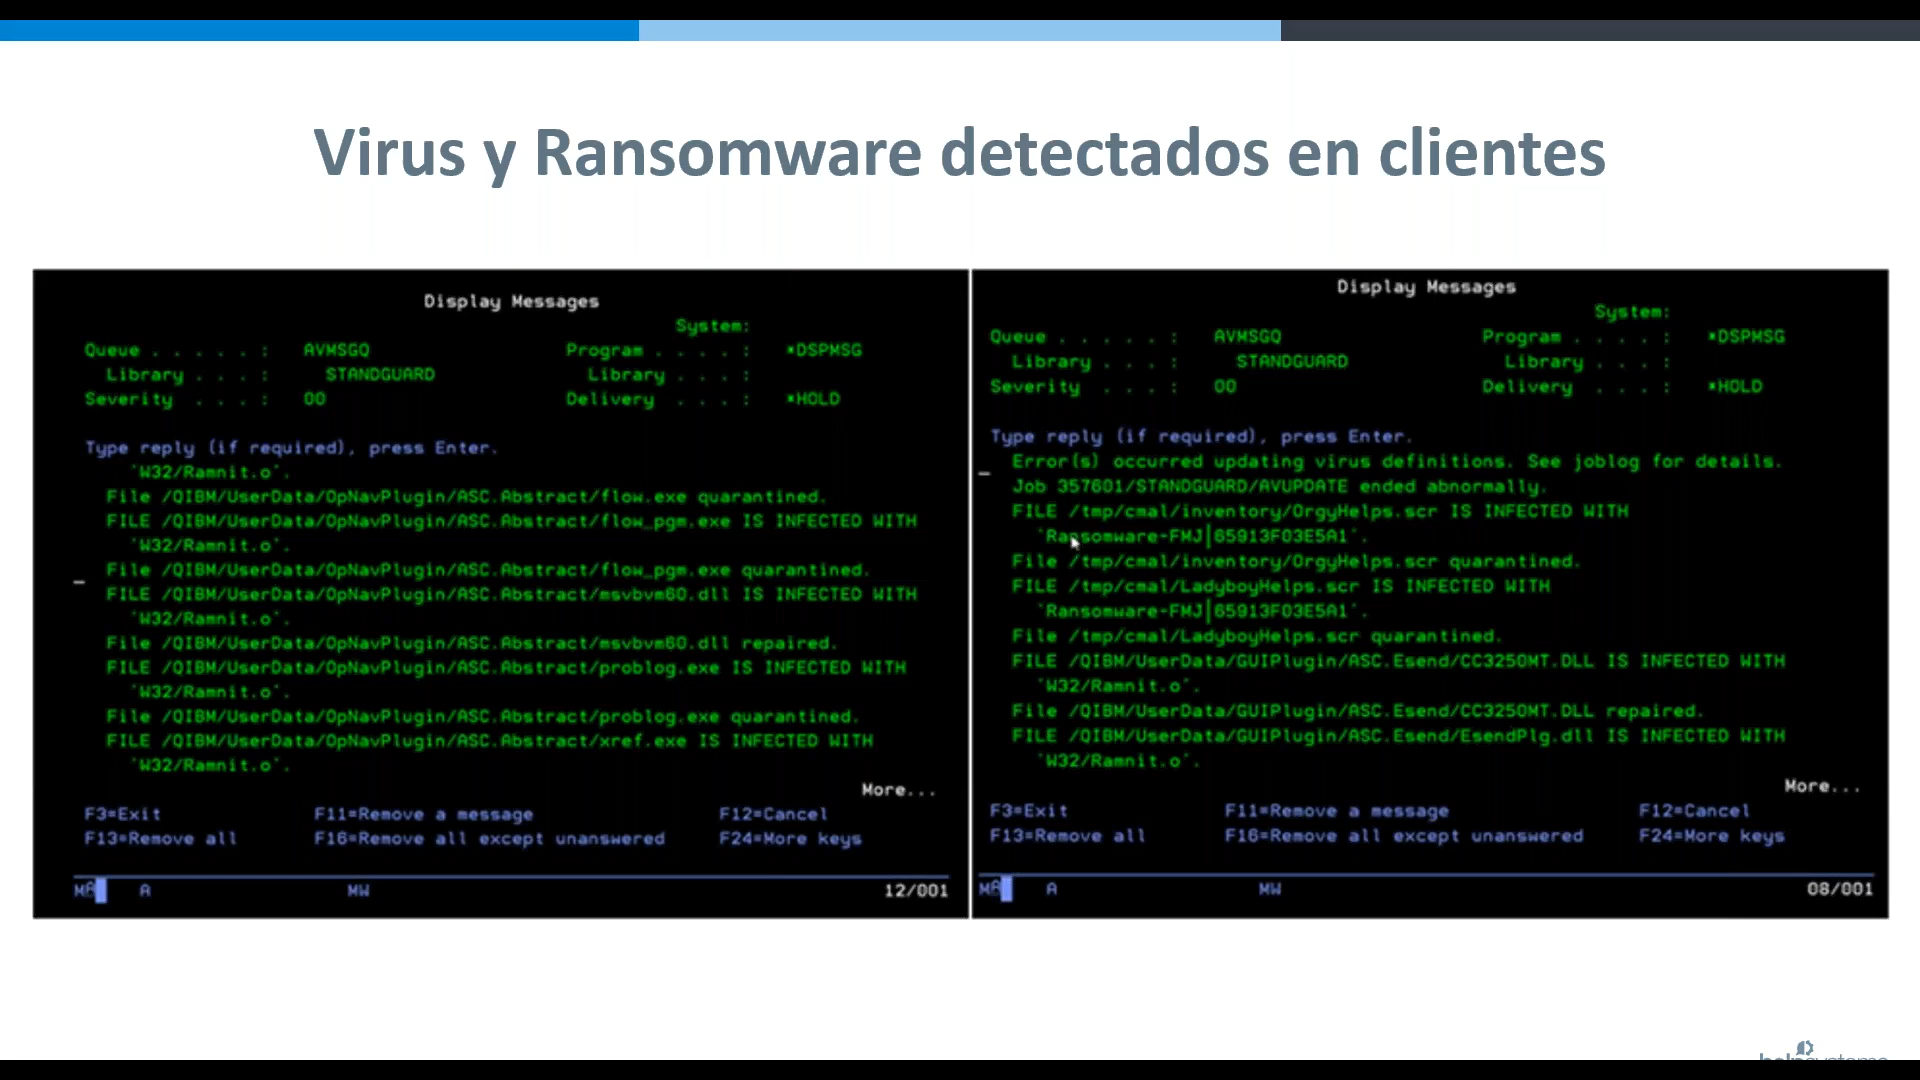 Virus y Ransomware detectados en clientes
Display Messages
System:
Queue . . . . . : AVMSGQ Program . . . . : *DSPMSG
Library . . . : STANDGUARD Library . . . :
Severity . . . : 00 Delivery . . . : *HOLD
Type reply (if required), press Enter.
'W32/Ramnit.o'.
File /QIBM/UserData/OpNavPlugin/ASC.Abstract/flow.exe quarantined.
FILE /QIBM/UserData/OpNavPlugin/ASC.Abstract/flow_pgm.exe IS INFECTED WITH
'W32/Ramnit.o'.
File /QIBM/UserData/OpNavPlugin/ASC.Abstract/flow_pgm.exe quarantined.
FILE /QIBM/UserData/OpNavPlugin/ASC.Abstract/msvbvm60.dll IS INFECTED WITH
'W32/Ramnit.o'.
File /QIBM/UserData/OpNavPlugin/ASC.Abstract/msvbvm60.dll repaired.
FILE /QIBM/UserData/OpNavPlugin/ASC.Abstract/problog.exe IS INFECTED WITH
'W32/Ramnit.o'.
File /QIBM/UserData/OpNavPlugin/ASC.Abstract/problog.exe quarantined.
FILE /QIBM/UserData/OpNavPlugin/ASC.Abstract/xref.exe IS INFECTED WITH
'W32/Ramnit.o'.
More...
F3=Exit F11=Remove a message F12=Cancel
F13=Remove all F16=Remove all except unanswered F24=More keys
MA A MW 12/001
Display Messages
System:
Queue . . . . . : AVMSGQ Program . . . . : *DSPMSG
Library . . . : STANDGUARD Library . . . :
Severity . . . : 00 Delivery . . . : *HOLD
Type reply (if required), press Enter.
Error(s) occurred updating virus definitions. See joblog for details.
Job 357601/STANDGUARD/AVUPDATE ended abnormally.
FILE /tmp/cmal/inventory/OrgyHelps.scr IS INFECTED WITH
'Ransomware-FMJ|65913F03E5A1'.
File /tmp/cmal/inventory/OrgyHelps.scr quarantined.
FILE /tmp/cmal/LadyboyHelps.scr IS INFECTED WITH
'Ransomware-FMJ|65913F03E5A1'.
File /tmp/cmal/LadyboyHelps.scr quarantined.
FILE /QIBM/UserData/GUIPlugin/ASC.Esend/CC3250MT.DLL IS INFECTED WITH
'W32/Ramnit.o'.
File /QIBM/UserData/GUIPlugin/ASC.Esend/CC3250MT.DLL repaired.
FILE /QIBM/UserData/GUIPlugin/ASC.Esend/EsendPlg.dll IS INFECTED WITH
'W32/Ramnit.o'.
More...
F3=Exit F11=Remove a message F12=Cancel
F13=Remove all F16=Remove all except unanswered F24=More keys
MA A MW 08/001